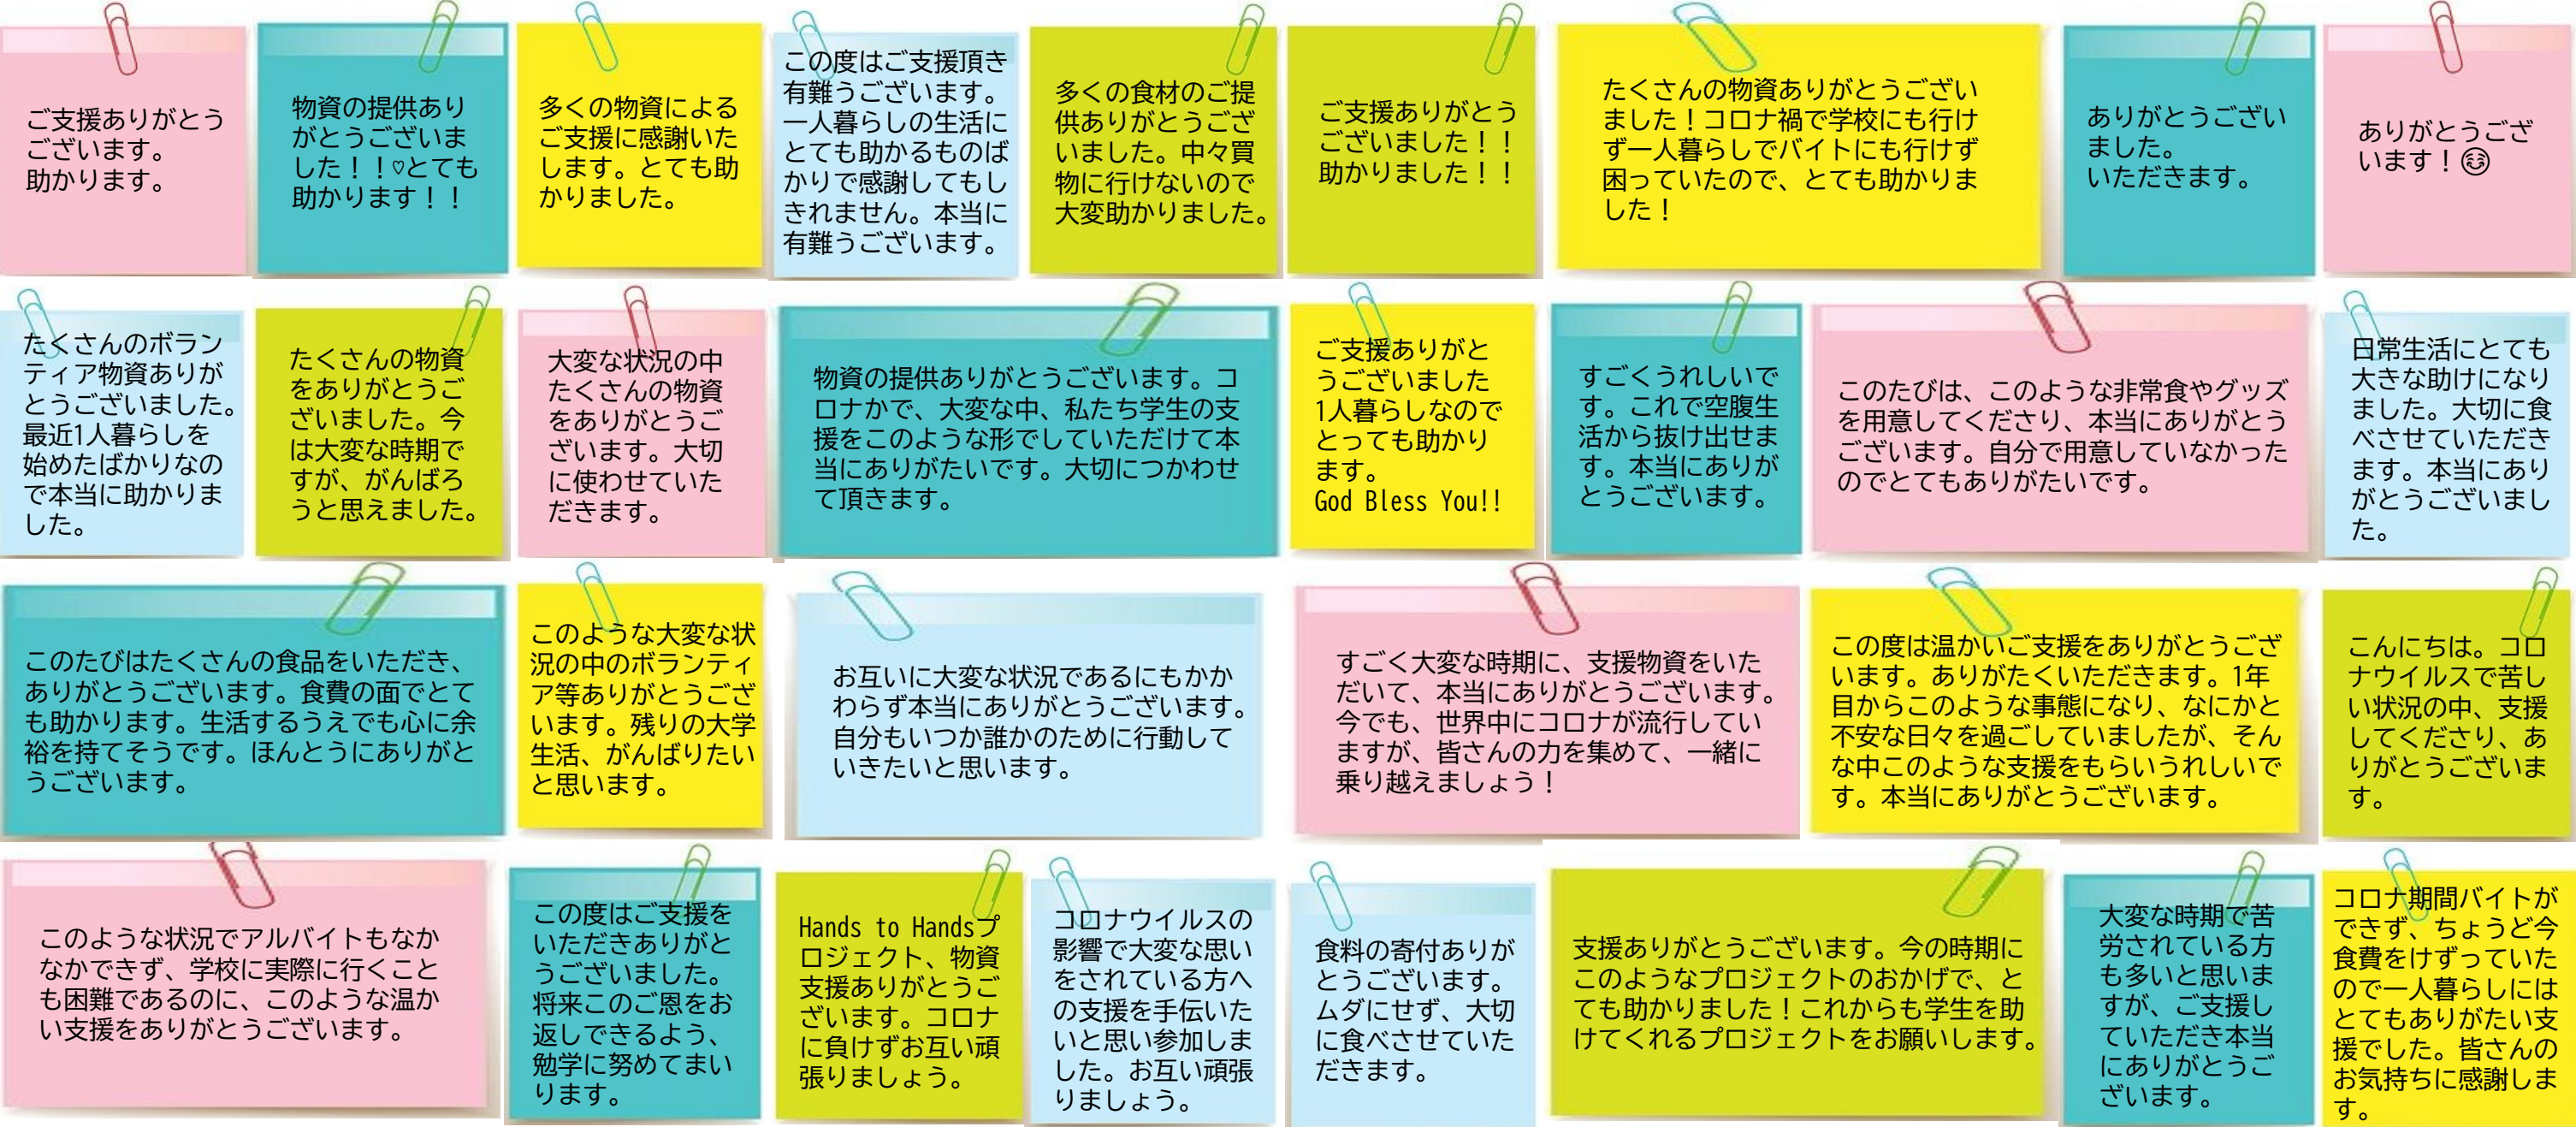 ご支援ありがとう
ございます。
助かります。
物資の提供あり
がとうございま
した！！♡とても
助かります！！
多くの物資による
ご支援に感謝いた
します。とても助
かりました。
この度はご支援頂き
有難うございます。
一人暮らしの生活に
とても助かるものば
かりで感謝してもし
きれません。本当に
有難うございます。
多くの食材のご提
供ありがとうござ
いました。中々買
物に行けないので
大変助かりました。
ご支援ありがとう
ございました！！
助かりました！！
たくさんの物資ありがとうござい
ました！コロナ禍で学校にも行け
ず一人暮らしでバイトにも行けず
困っていたので、とても助かりま
した！
ありがとうござい
ました。
いただきます。
ありがとうござ
います！😊
たくさんのボラン
ティア物資ありが
とうございました。
最近1人暮らしを
始めたばかりなの
で本当に助かりま
した。
たくさんの物資
をありがとうご
ざいました。今
は大変な時期で
すが、がんばろ
うと思えました。
大変な状況の中
たくさんの物資
をありがとうご
ざいます。大切
に使わせていた
だきます。
物資の提供ありがとうございます。コ
ロナかで、大変な中、私たち学生の支
援をこのような形でしていただけて本
当にありがたいです。大切につかわせ
て頂きます。
ご支援ありがと
うございました
1人暮らしなので
とっても助かり
ます。
God Bless You!!
すごくうれしいで
す。これで空腹生
活から抜け出せま
す。本当にありが
とうございます。
このたびは、このような非常食やグッズ
を用意してくださり、本当にありがとう
ございます。自分で用意していなかった
のでとてもありがたいです。
日常生活にとても
大きな助けになり
ました。大切に食
べさせていただき
ます。本当にあり
がとうございまし
た。
このたびはたくさんの食品をいただき、
ありがとうございます。食費の面でとて
も助かります。生活するうえでも心に余
裕を持てそうです。ほんとうにありがと
うございます。
このような大変な状
況の中のボランティ
ア等ありがとうござ
います。残りの大学
生活、がんばりたい
と思います。
お互いに大変な状況であるにもかか
わらず本当にありがとうございます。
自分もいつか誰かのために行動して
いきたいと思います。
すごく大変な時期に、支援物資をいた
だいて、本当にありがとうございます。
今でも、世界中にコロナが流行してい
ますが、皆さんの力を集めて、一緒に
乗り越えましょう！
この度は温かいご支援をありがとうござ
います。ありがたくいただきます。1年
目からこのような事態になり、なにかと
不安な日々を過ごしていましたが、そん
な中このような支援をもらいうれしいで
す。本当にありがとうございます。
こんにちは。コロ
ナウイルスで苦し
い状況の中、支援
してくださり、あ
りがとうございま
す。
このような状況でアルバイトもなか
なかできず、学校に実際に行くこと
も困難であるのに、このような温か
い支援をありがとうございます。
この度はご支援を
いただきありがと
うございました。
将来このご恩をお
返しできるよう、
勉学に努めてまい
ります。
Hands to Handsプ
ロジェクト、物資
支援ありがとうご
ざいます。コロナ
に負けずお互い頑
張りましょう。
コロナウイルスの
影響で大変な思い
をされている方へ
の支援を手伝いた
いと思い参加しま
した。お互い頑張
りましょう。
食料の寄付ありが
とうございます。
ムダにせず、大切
に食べさせていた
だきます。
支援ありがとうございます。今の時期に
このようなプロジェクトのおかげで、と
ても助かりました！これからも学生を助
けてくれるプロジェクトをお願いします。
大変な時期で苦
労されている方
も多いと思いま
すが、ご支援し
ていただき本当
にありがとうご
ざいます。
コロナ期間バイトが
できず、ちょうど今
食費をけずっていた
ので一人暮らしには
とてもありがたい支
援でした。皆さんの
お気持ちに感謝しま
す。